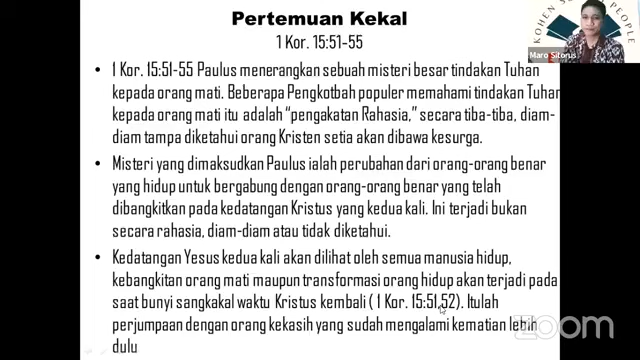 Pertemuan Kekal
1 Kor. 15:51-55
• 1 Kor. 15:51-55 Paulus menerangkan sebuah misteri besar tindakan Tuhan
kepada orang mati. Beberapa Pengkotbah populer memahami tindakan Tuhan
kepada orang mati itu adalah “pengakatan Rahasia,” secara tiba-tiba, diam-
diam tampa diketahui orang Kristen setia akan dibawa kesurga.
• Misteri yang dimaksudkan Paulus ialah perubahan dari orang-orang benar
yang hidup untuk bergabung dengan orang-orang benar yang telah
dibangkitkan pada kedatangan Kristus yang kedua kali. Ini terjadi bukan
secara rahasia, diam-diam atau tidak diketahui.
• Kedatangan Yesus kedua kali akan dilihat oleh semua manusia hidup,
kebangkitan orang mati maupun transformasi orang hidup akan terjadi pada
saat bunyi sangkakal waktu Kristus kembali ( 1 Kor. 15:51,52). Itulah
perjumpaan dengan orang kekasih yang sudah mengalami kematian lebih
dulu
KOHEN S PEOPLE
Maro Sitorus
zoom